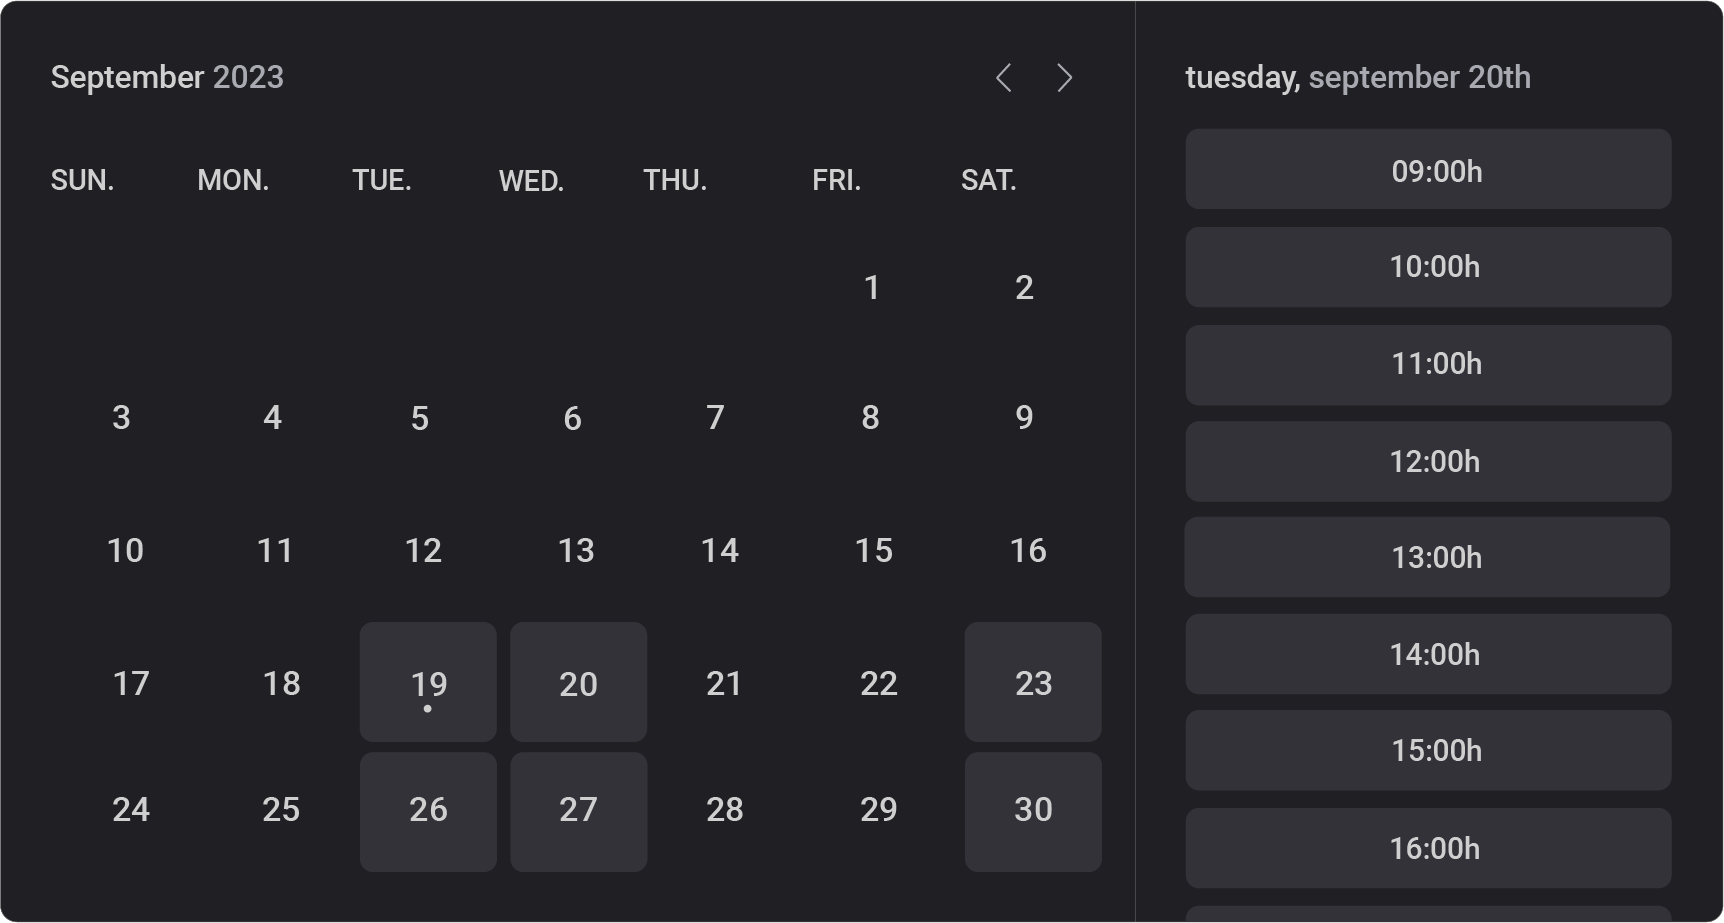 September 2023
SUN. MON. TUE. WED. THU. FRI. SAT.
1 2
3 4 5 6 7 8 9
10 11 12 13 14 15 16
17 18 19 20 21 22 23
24 25 26 27 28 29 30
tuesday, september 20th
09:00h
10:00h
11:00h
12:00h
13:00h
14:00h
15:00h
16:00h